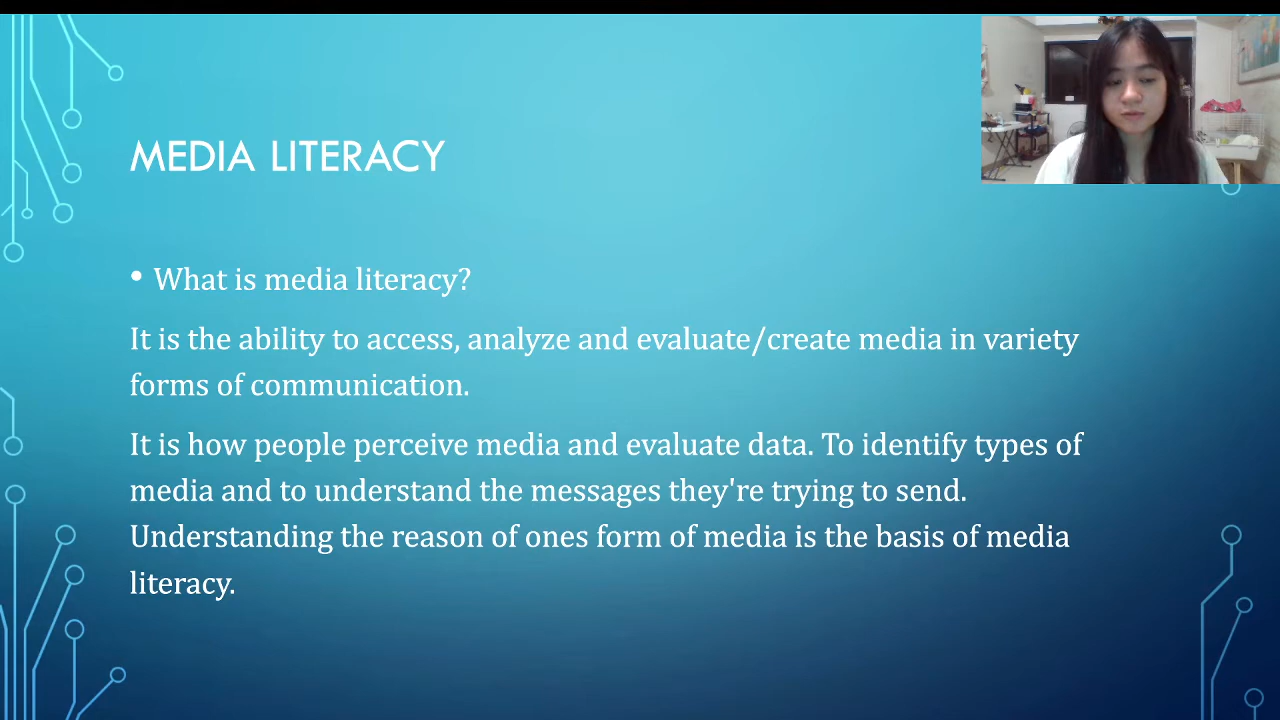 MEDIA LITERACY
• What is media literacy?
It is the ability to access, analyze and evaluate/create media in variety
forms of communication.
It is how people perceive media and evaluate data. To identify types of
media and to understand the messages they're trying to send.
Understanding the reason of ones form of media is the basis of media
literacy.